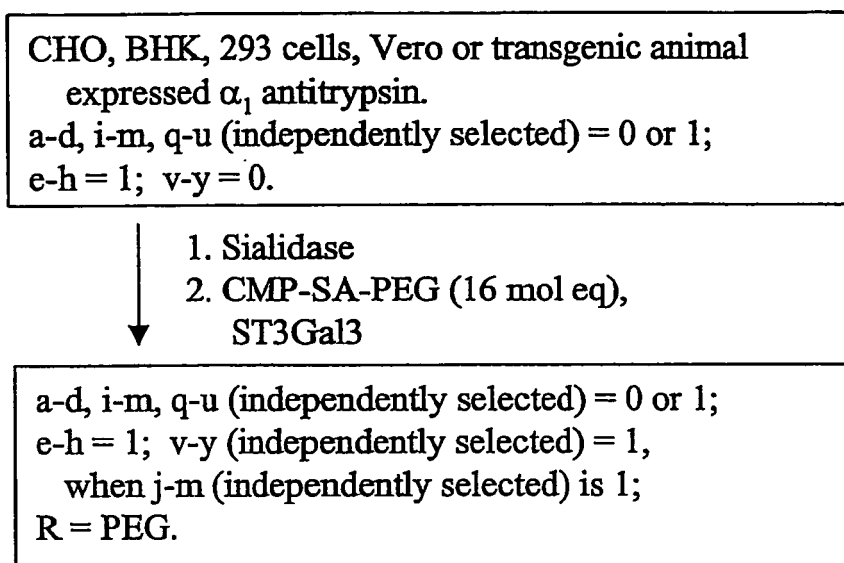 CHO, BHK, 293 cells, Vero or transgenic animal
expressed α₁ antitrypsin.
a-d, i-m, q-u (independently selected) = 0 or 1;
e-h = 1; v-y = 0.
1. Sialidase
2. CMP-SA-PEG (16 mol eq),
ST3Gal3
a-d, i-m, q-u (independently selected) = 0 or 1;
e-h = 1; v-y (independently selected) = 1,
when j-m (independently selected) is 1;
R = PEG.